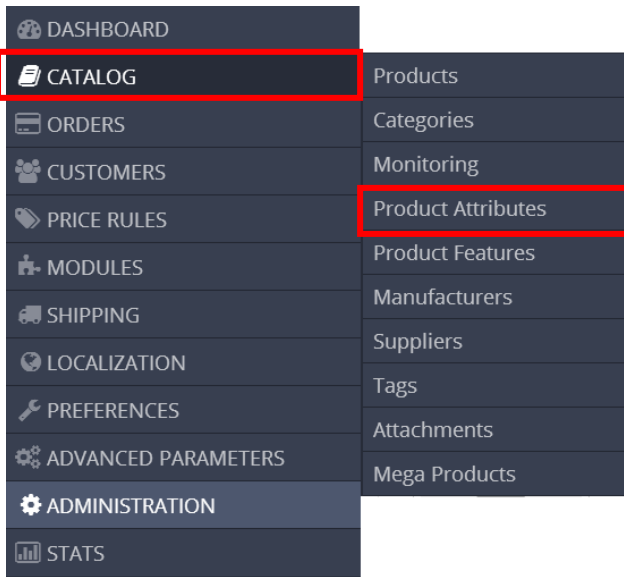 DASHBOARD
CATALOG
ORDERS
CUSTOMERS
PRICE RULES
MODULES
SHIPPING
LOCALIZATION
PREFERENCES
ADVANCED PARAMETERS
ADMINISTRATION
STATS
Products
Categories
Monitoring
Product Attributes
Product Features
Manufacturers
Suppliers
Tags
Attachments
Mega Products